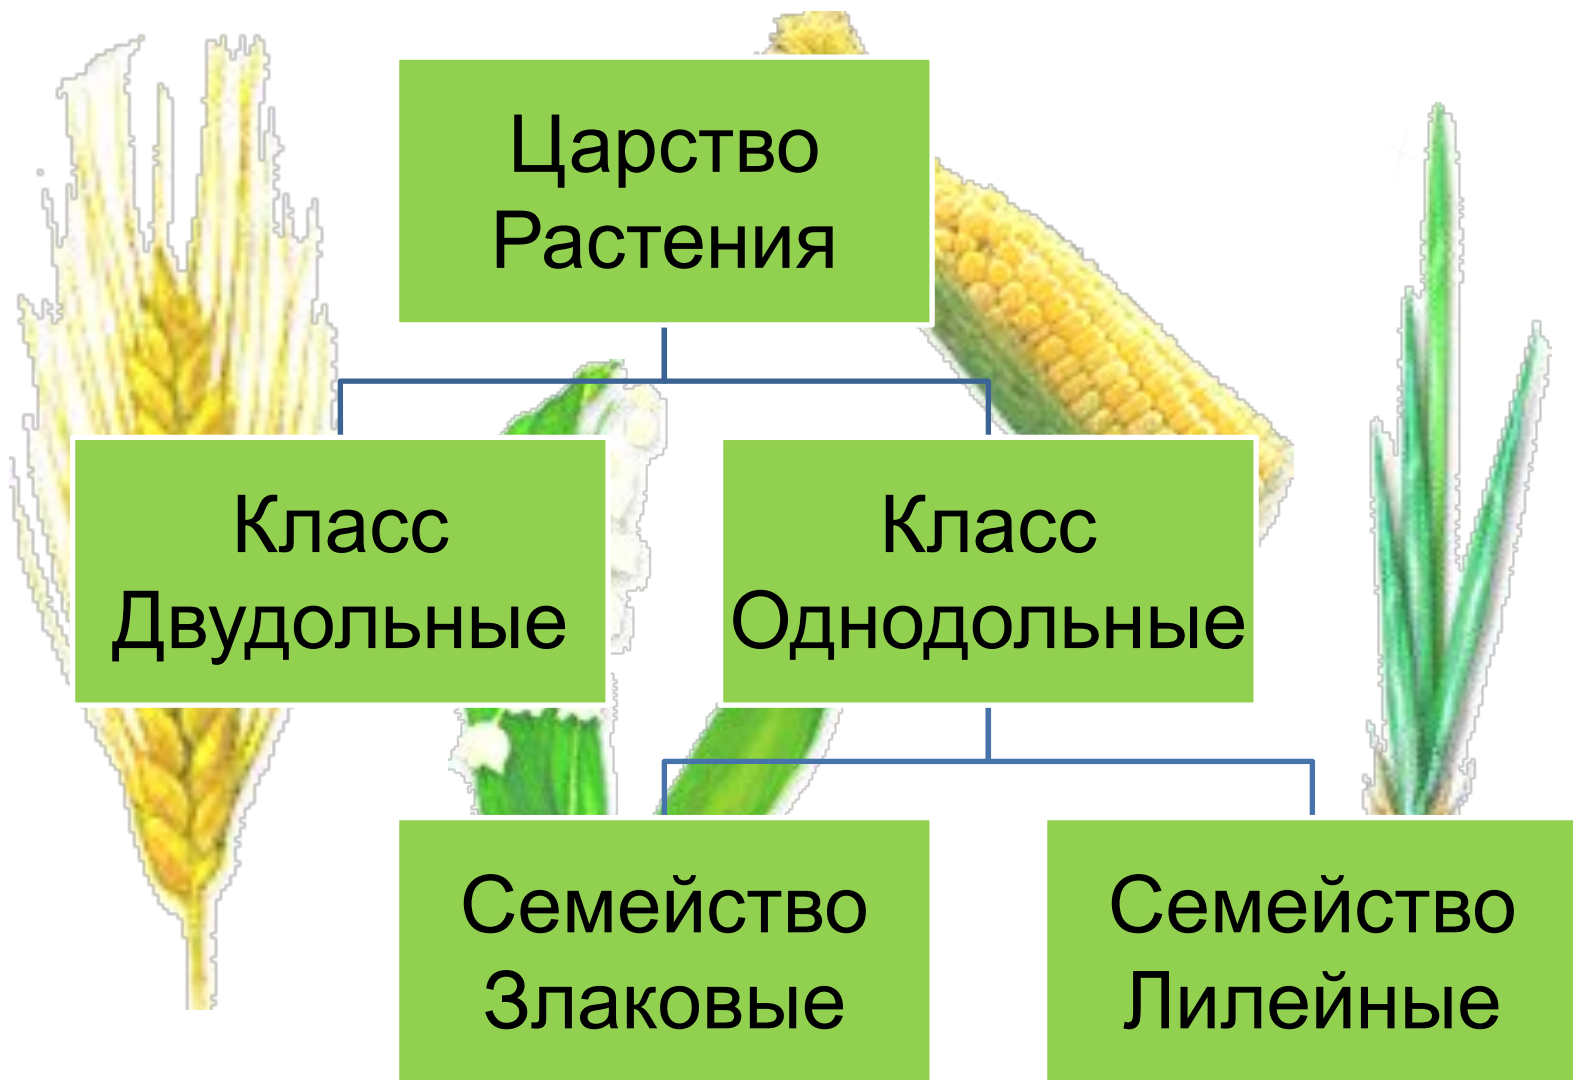 Царство
Растения
Класс
Двудольные
Класс
Однодольные
Семейство
Злаковые
Семейство
Лилейные